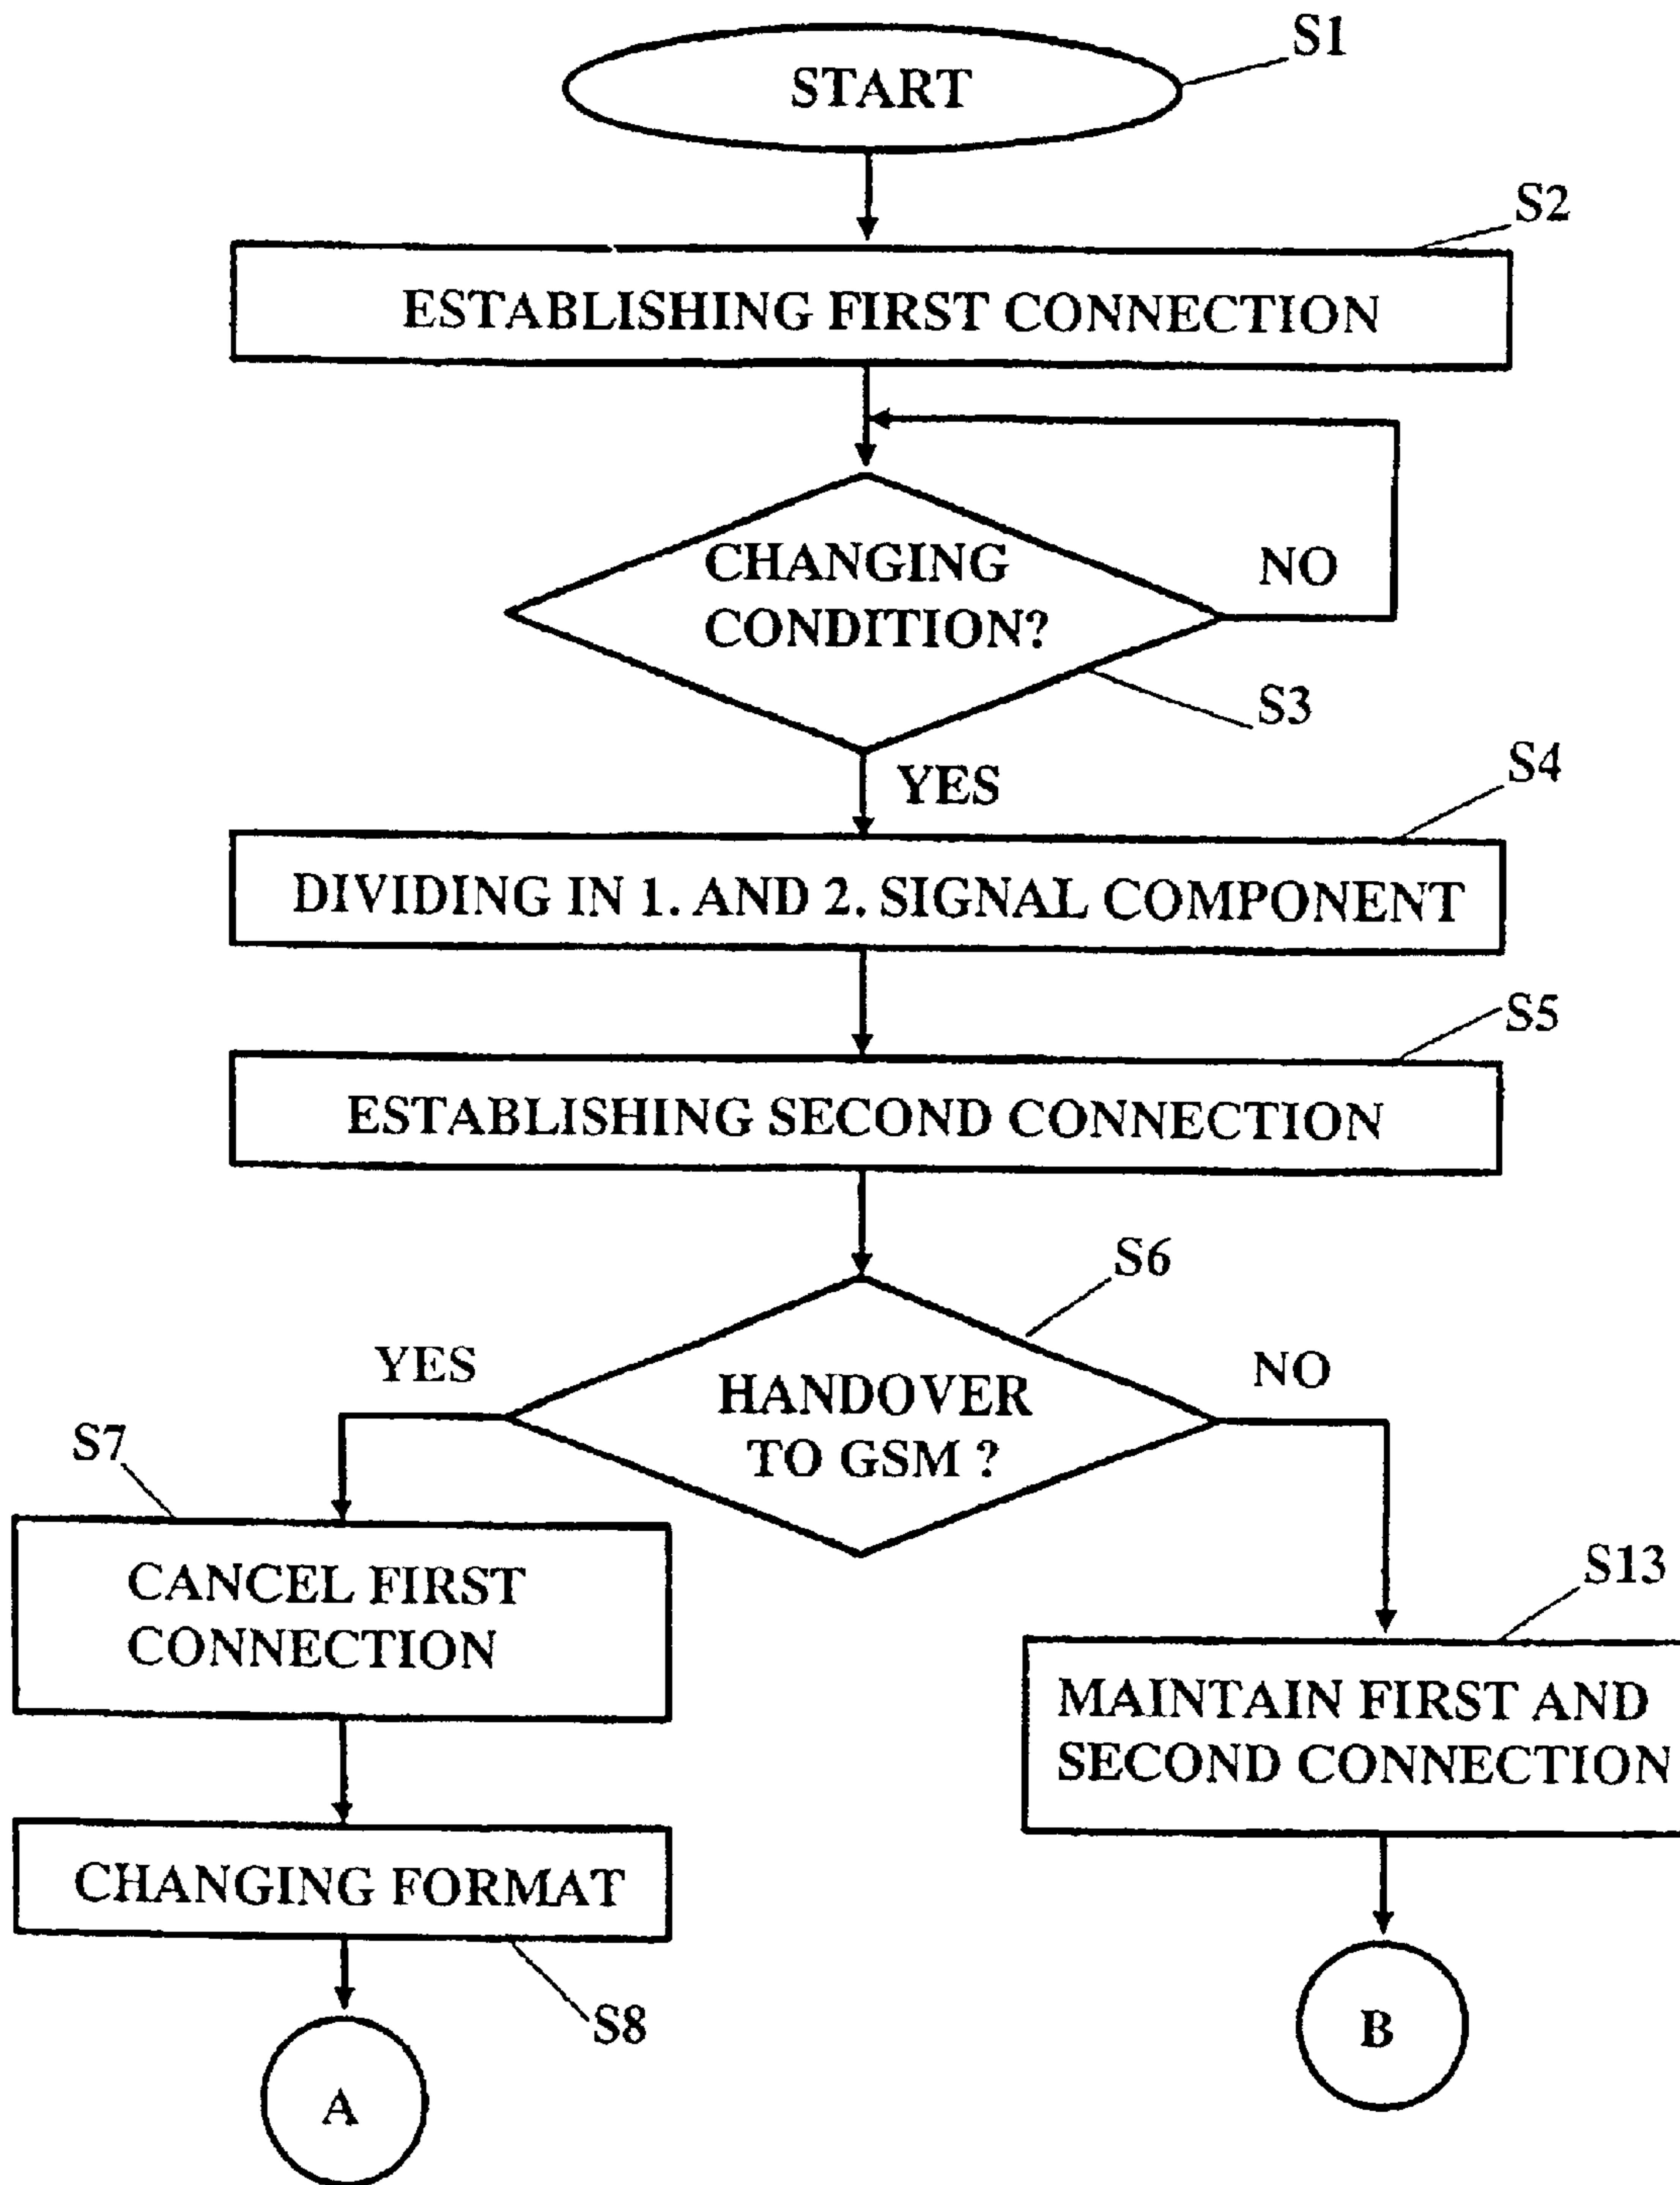 S1
START
S2
ESTABLISHING FIRST CONNECTION
CHANGING
CONDITION?
NO
S3
YES
S4
DIVIDING IN 1. AND 2. SIGNAL COMPONENT
S5
ESTABLISHING SECOND CONNECTION
S6
YES
NO
HANDOVER
TO GSM ?
S7
CANCEL FIRST
CONNECTION
S13
MAINTAIN FIRST AND
SECOND CONNECTION
CHANGING FORMAT
S8
A
B